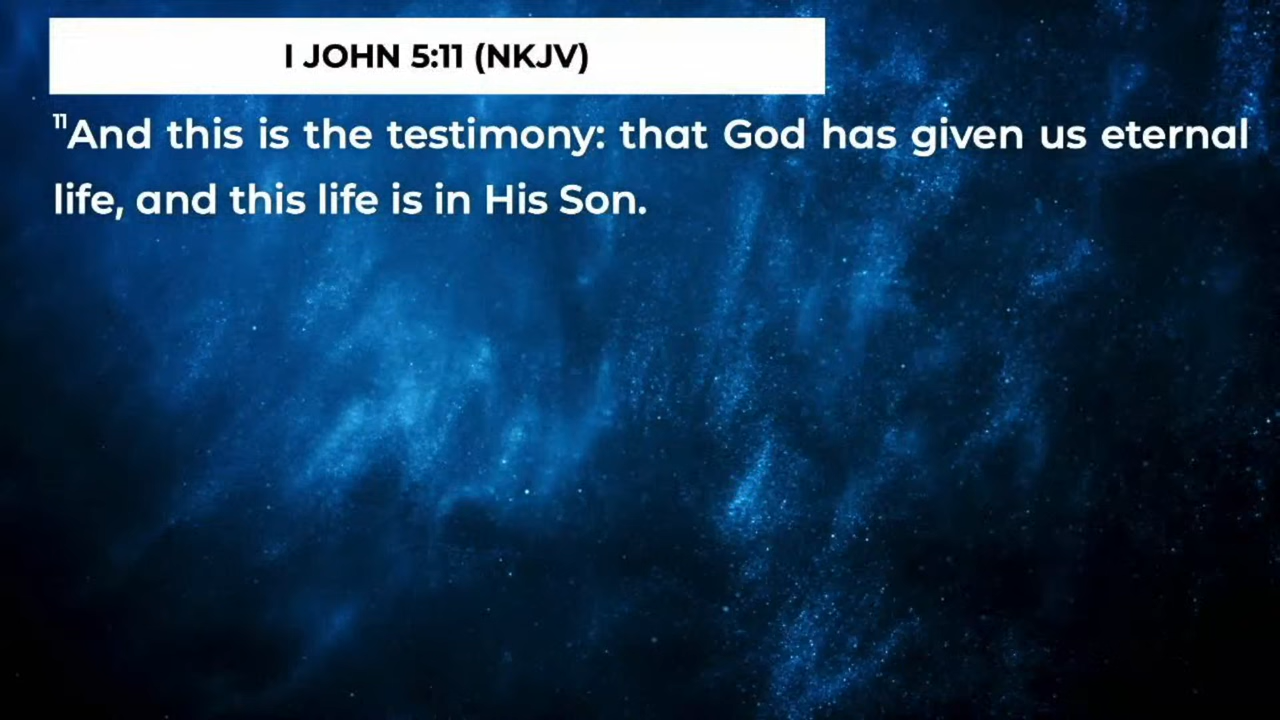 I JOHN 5:11 (NKJV)
¹¹And this is the testimony: that God has given us eternal
life, and this life is in His Son.